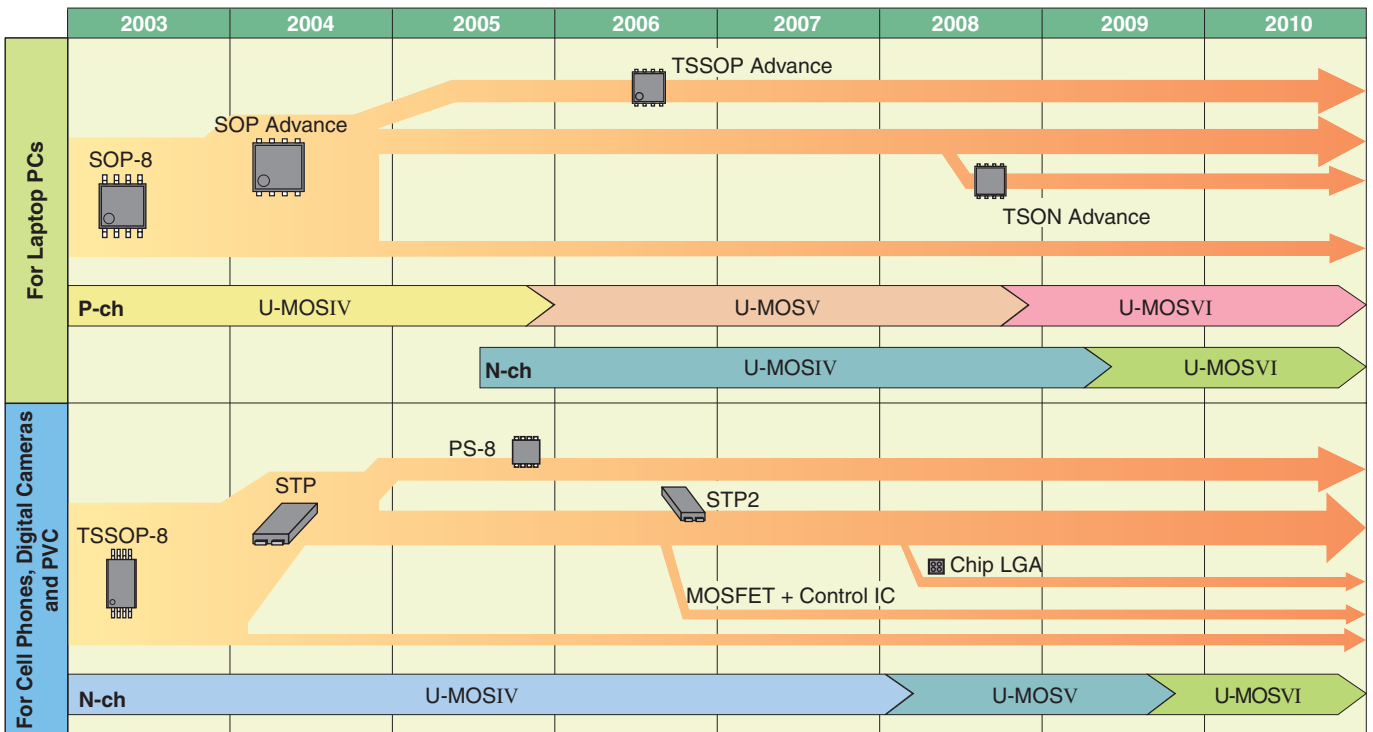 2003 2004 2005 2006 2007 2008 2009 2010
For Laptop PCs
TSSOP Advance
SOP Advance
SOP-8
TSON Advance
P-ch U-MOSIV U-MOSV U-MOSVI
N-ch U-MOSIV U-MOSVI
For Cell Phones, Digital Cameras
and PVC
PS-8
STP
STP2
TSSOP-8
Chip LGA
MOSFET + Control IC
N-ch U-MOSIV U-MOSV U-MOSVI